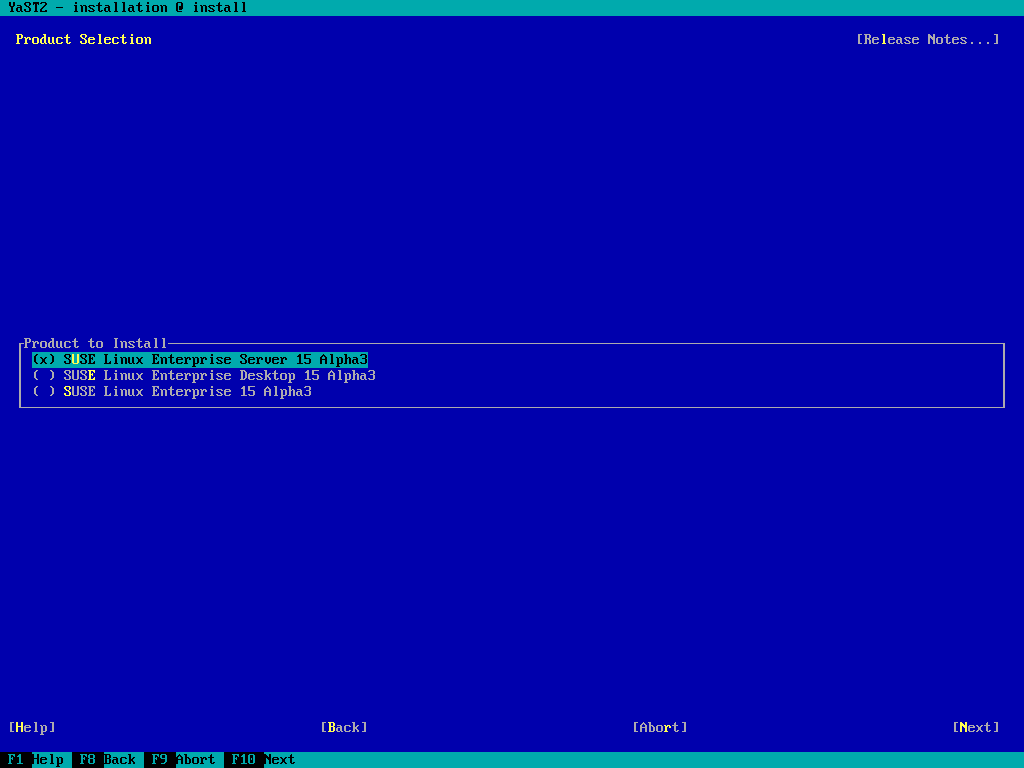 YaST2 - installation @ install
Product Selection [Release Notes...]
Product to Install
(x) SUSE Linux Enterprise Server 15 Alpha3
( ) SUSE Linux Enterprise Desktop 15 Alpha3
( ) SUSE Linux Enterprise 15 Alpha3
[Help] [Back] [Abort] [Next]
F1 Help F8 Back F9 Abort F10 Next